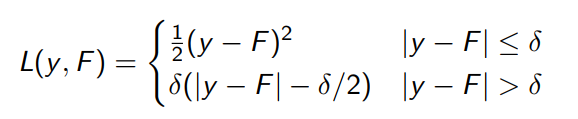 L(y, F) = { ½(y − F)² |y − F| ≤ δ
δ(|y − F| − δ/2) |y − F| > δ